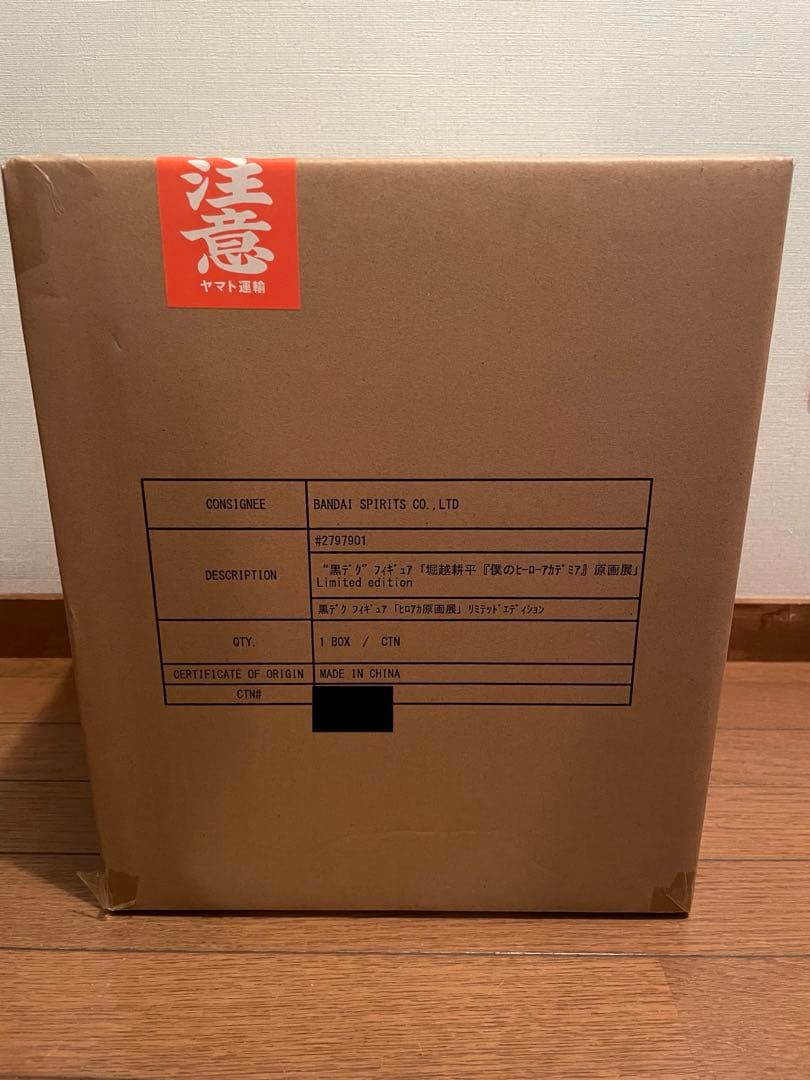 注意
ヤマト運輸
CONSIGNEE BANDAI SPIRITS CO.,LTD
#2797901
DESCRIPTION
"黒ﾃﾞｸ" ﾌｨｷﾞｭｱ「堀越耕平『僕のﾋｰﾛｰｱｶﾃﾞﾐｱ』原画展」
Limited edition
黒ﾃﾞｸ ﾌｨｷﾞｭｱ「ﾋﾛｱｶ原画展」ﾘﾐﾃｯﾄﾞｴﾃﾞｨｼｮﾝ
QTY. 1 BOX / CTN
CERTIFICATE OF ORIGIN MADE IN CHINA
CTN#